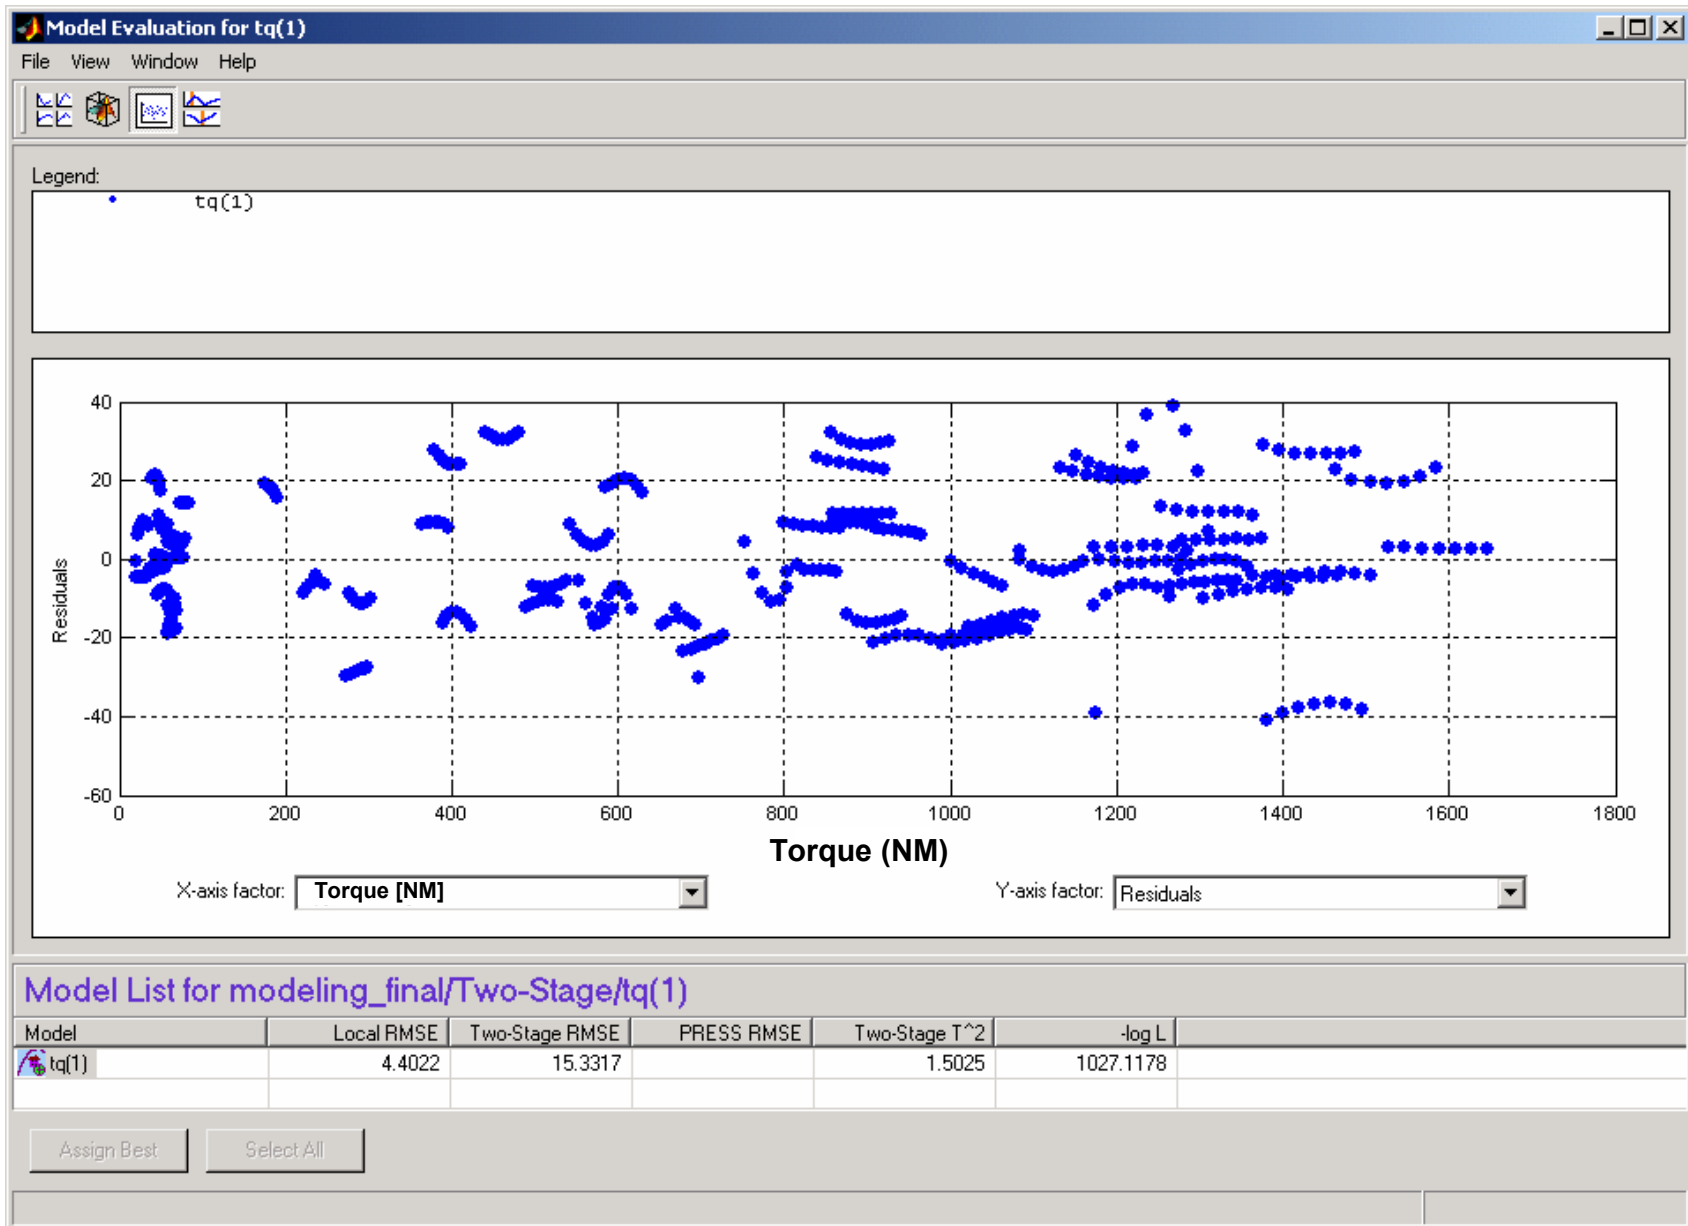 Model Evaluation for tq(1)
File View Window Help
Legend:
tq(1)
40
20
0
-20
-40
-60
Residuals
0 200 400 600 800 1000 1200 1400 1600 1800
Torque (NM)
X-axis factor: Torque [NM] Y-axis factor: Residuals
Model List for modeling_final/Two-Stage/tq(1)
Model Local RMSE Two-Stage RMSE PRESS RMSE Two-Stage T^2 -log L
tq(1) 4.4022 15.3317 1.5025 1027.1178
Assign Best Select All